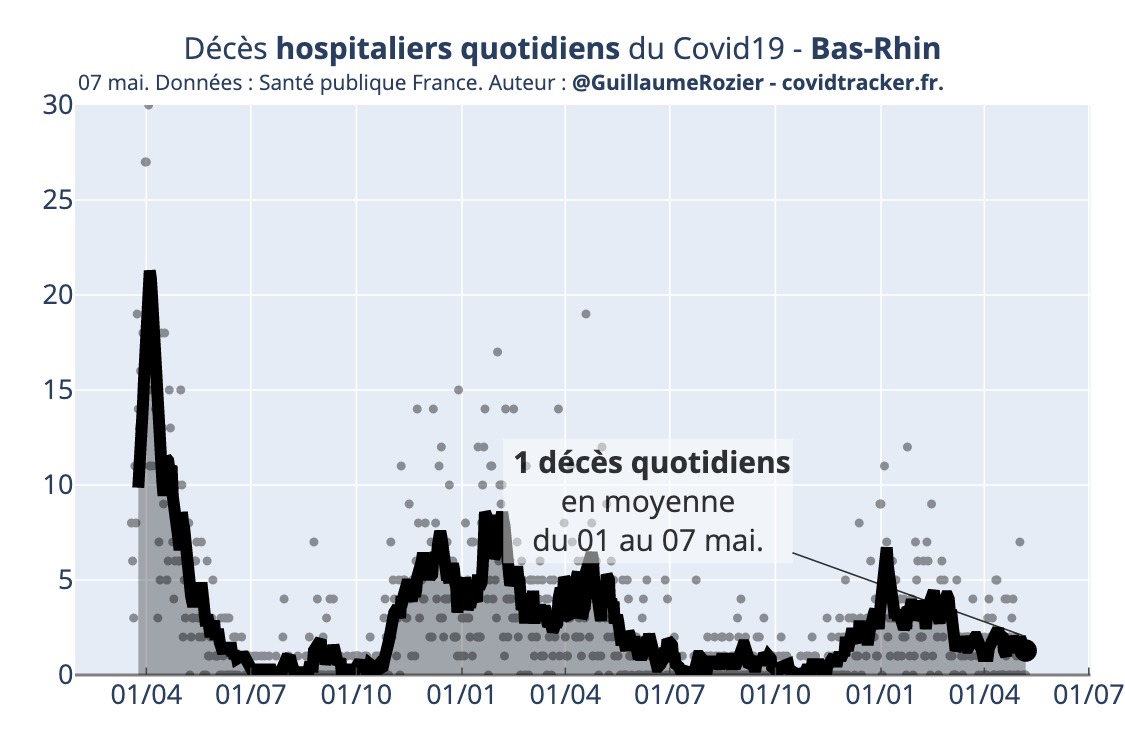 Décès hospitaliers quotidiens du Covid19 - Bas-Rhin
07 mai. Données : Santé publique France. Auteur : @GuillaumeRozier - covidtracker.fr.
30
25
20
15
10
5
0
1 décès quotidiens
en moyenne
du 01 au 07 mai.
01/04 01/07 01/10 01/01 01/04 01/07 01/10 01/01 01/04 01/07